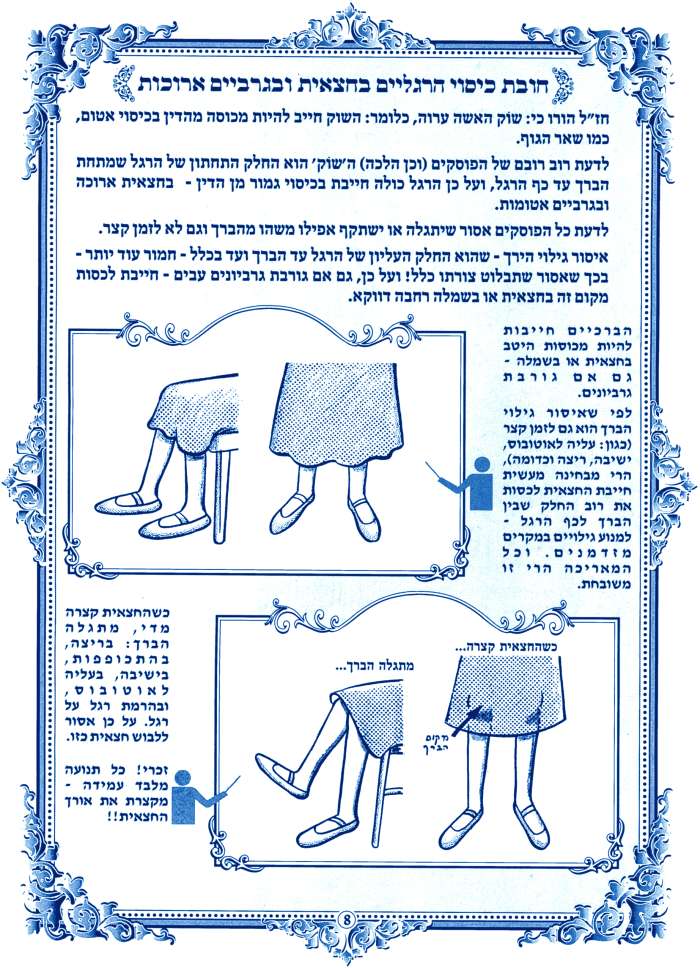 חובת כיסוי הרגליים בחצאית ובגרביים ארוכות
חז״ל הורו כי: שוק האשה ערוה, כלומר: השוק חייב להיות מכוסה מהדין בכיסוי אטום,
כמו שאר הגוף.
לדעת רוב רובם של הפוסקים (וכן הלכה) ה׳שוק׳ הוא החלק התחתון של הרגל שמתחת
הברך עד כף הרגל, ועל כן הרגל כולה חייבת בכיסוי גמור מן הדין - בחצאית ארוכה
ובגרביים אטומות.
לדעת כל הפוסקים אסור שיתגלה או ישתקף אפילו משהו מהברך וגם לא לזמן קצר.
איסור גילוי הירך - שהוא החלק העליון של הרגל עד הברך ועד בכלל - חמור עוד יותר -
בכך שאסור שתבלוט צורתו כלל! ועל כן, גם אם גורבת גרביונים עבים - חייבת לכסות
מקום זה בחצאית או בשמלה רחבה דווקא.
הברכיים חייבות
להיות מכוסות היטב
בחצאית או בשמלה -
גם אם גורבת
גרביונים.
לפי שאיסור גילוי
הברך הוא גם לזמן קצר
(כגון: עליה לאוטובוס,
ישיבה, ריצה וכדומה),
הרי מבחינה מעשית
חייבת החצאית לכסות
את רוב החלק שבין
הברך לכף הרגל -
למנוע גילויים במקרים
מזדמנים. וכל
המאריכה הרי זו
משובחת.
כשהחצאית קצרה...
מתגלה הברך...
מקום
הברך
כשהחצאית קצרה
מדי, מתגלה
הברך: בריצה,
בהתכופפות,
בישיבה, בעליה
לאוטובוס,
ובהרמת רגל על
רגל. על כן אסור
ללבוש חצאית כזו.
זכרי! כל תנועה
מלבד עמידה -
מקצרת את אורך
החצאית!!
8